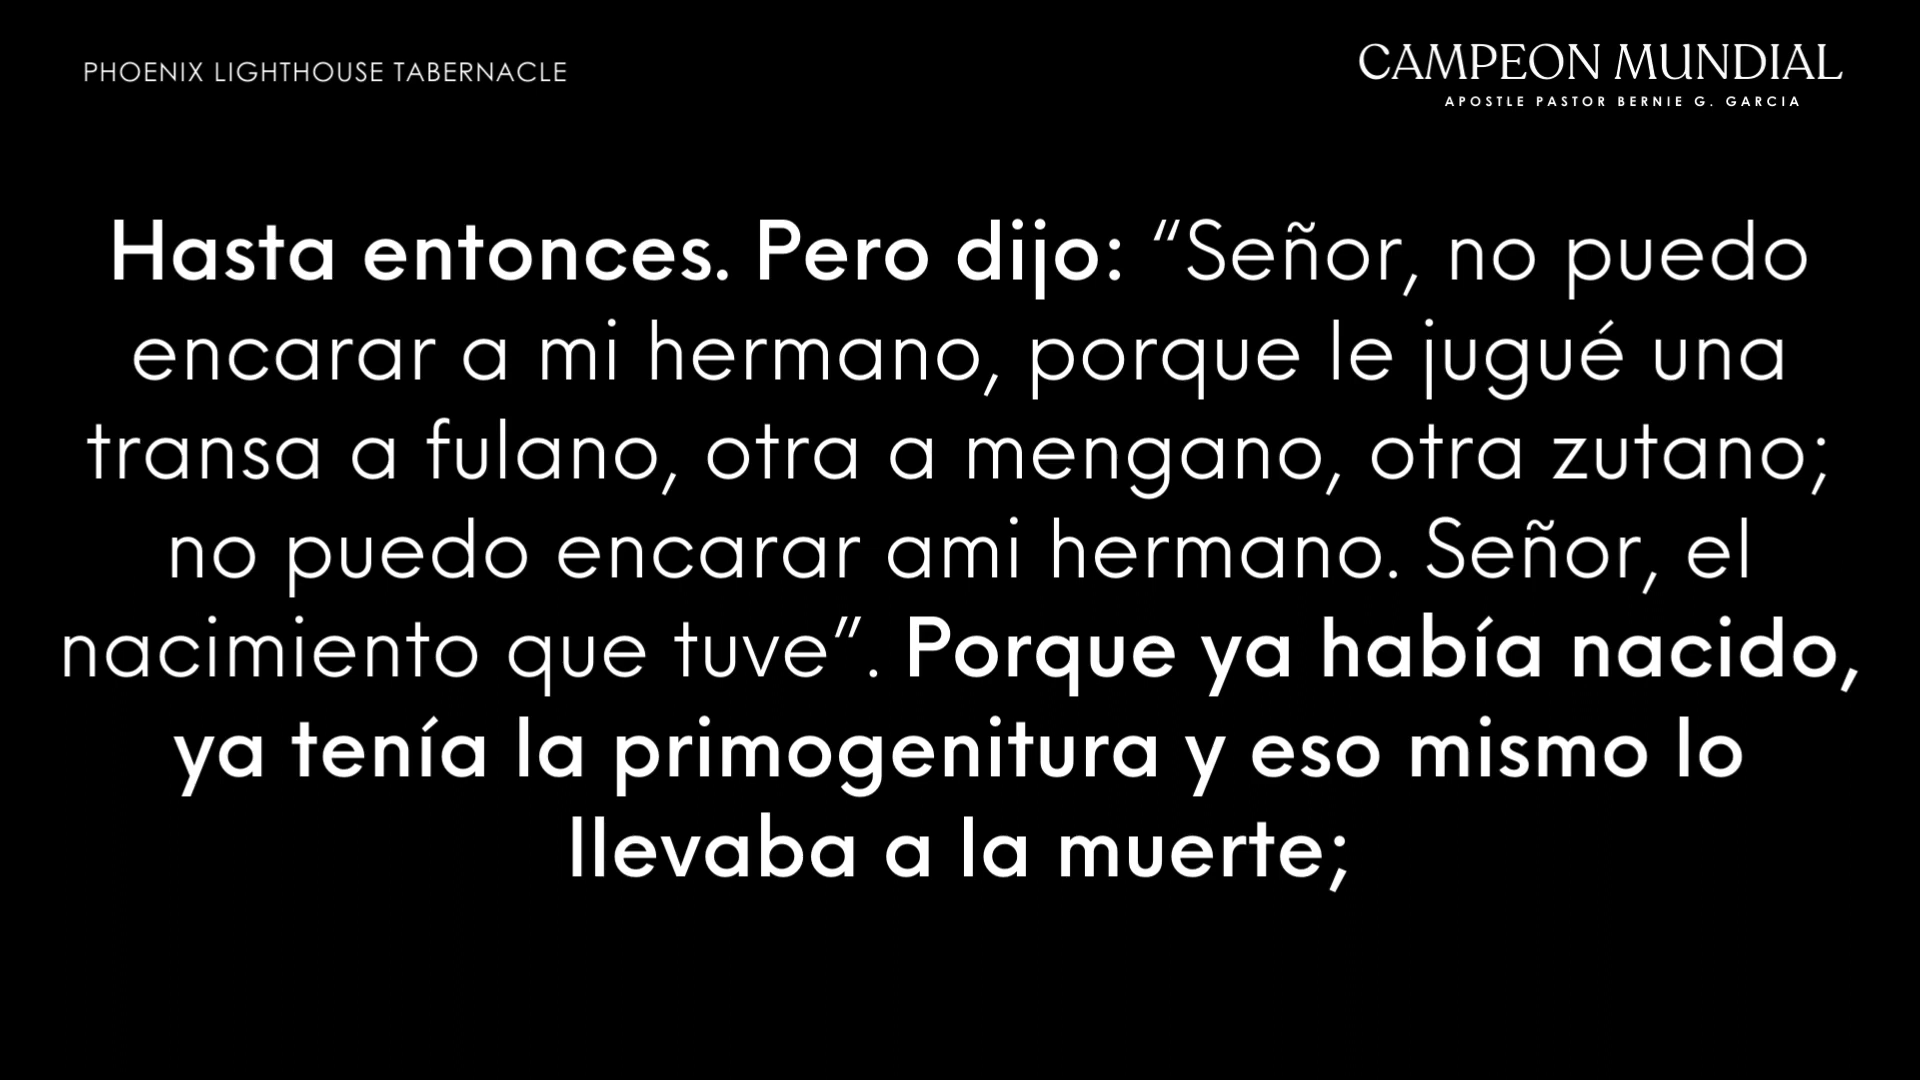 PHOENIX LIGHTHOUSE TABERNACLE
CAMPEON MUNDIAL
APOSTLE PASTOR BERNIE G. GARCIA
Hasta entonces. Pero dijo: “Señor, no puedo
encarar a mi hermano, porque le jugué una
transa a fulano, otra a mengano, otra zutano;
no puedo encarar ami hermano. Señor, el
nacimiento que tuve”. Porque ya había nacido,
ya tenía la primogenitura y eso mismo lo
llevaba a la muerte;